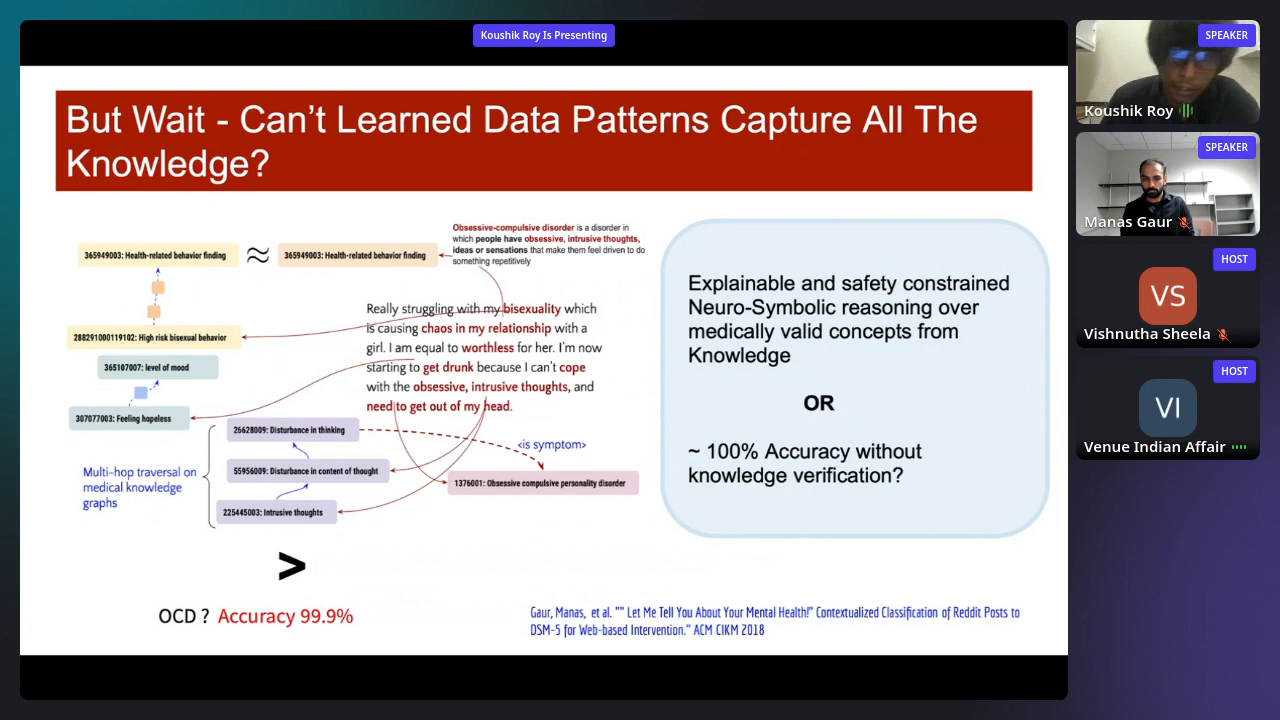 Koushik Roy Is Presenting
But Wait - Can't Learned Data Patterns Capture All The
Knowledge?
Obsessive-compulsive disorder is a disorder in
which people have obsessive, intrusive thoughts,
ideas or sensations that make them feel driven to do
something repetitively
365949003: Health-related behavior finding
≈
365949003: Health-related behavior finding
288291000119102: High risk bisexual behavior
365107007: level of mood
307077003: Feeling hopeless
Really struggling with my bisexuality which
is causing chaos in my relationship with a
girl. I am equal to worthless for her. I'm now
starting to get drunk because I can't cope
with the obsessive, intrusive thoughts, and
need to get out of my head.
26628009: Disturbance in thinking
<is symptom>
55956009: Disturbance in content of thought
1376001: Obsessive compulsive personality disorder
225445003: Intrusive thoughts
Multi-hop traversal on
medical knowledge
graphs
>
OCD ? Accuracy 99.9%
Explainable and safety constrained
Neuro-Symbolic reasoning over
medically valid concepts from
Knowledge
OR
~ 100% Accuracy without
knowledge verification?
Gaur, Manas, et al. "" Let Me Tell You About Your Mental Health!" Contextualized Classification of Reddit Posts to
DSM-5 for Web-based Intervention." ACM CIKM 2018
SPEAKER
Koushik Roy
SPEAKER
Manas Gaur
HOST
VS
Vishnutha Sheela
HOST
VI
Venue Indian Affair